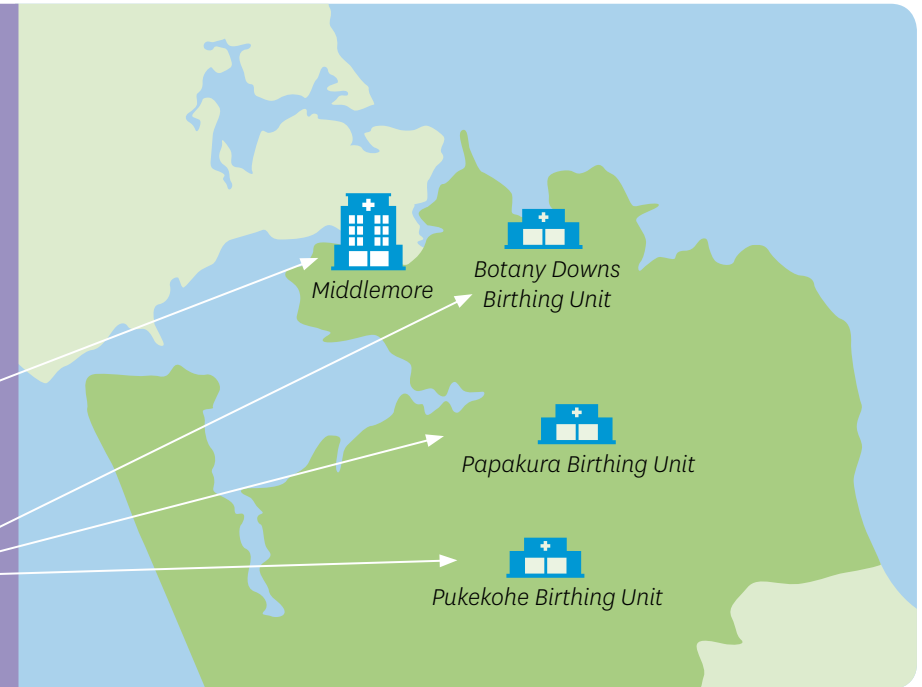 Middlemore
Botany Downs
Birthing Unit
Papakura Birthing Unit
Pukekohe Birthing Unit